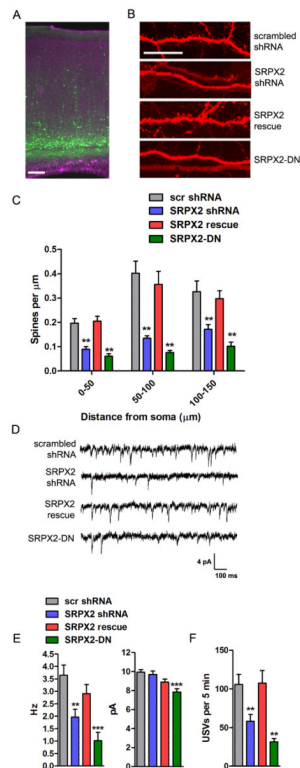 A
B
scrambled
shRNA
SRPX2
shRNA
SRPX2
rescue
SRPX2-DN
C
scr shRNA
SRPX2 shRNA
SRPX2 rescue
SRPX2-DN
Spines per μm
0.5
0.4
0.3
0.2
0.1
0.0
** ** ** ** ** **
0-50
50-100
100-150
Distance from soma (μm)
D
scrambled
shRNA
SRPX2
shRNA
SRPX2
rescue
SRPX2-DN
4 pA
100 ms
scr shRNA
SRPX2 shRNA
SRPX2 rescue
SRPX2-DN
E
Hz
4.5
4.0
3.5
3.0
2.5
2.0
1.5
1.0
0.5
0.0
**
***
pA
14
12
10
8
6
4
2
0
***
F
USVs per 5 min
150
100
50
0
**
**